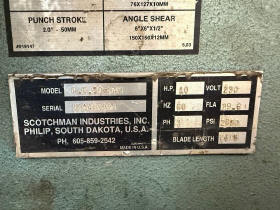 76X127X10MM
PUNCH STROKE
2.0" - 50MM
ANGLE SHEAR
6"X6"X1/2"
150X150X12MM
MODEL
SERIAL
SCOTCHMAN INDUSTRIES, INC.
PHILIP, SOUTH DAKOTA, U.S.A.
PH. 605-859-2542
MADE IN U.S.A.
H.P. 10 VOLT 230
HZ 60 FLA
PH PSI
BLADE LENGTH